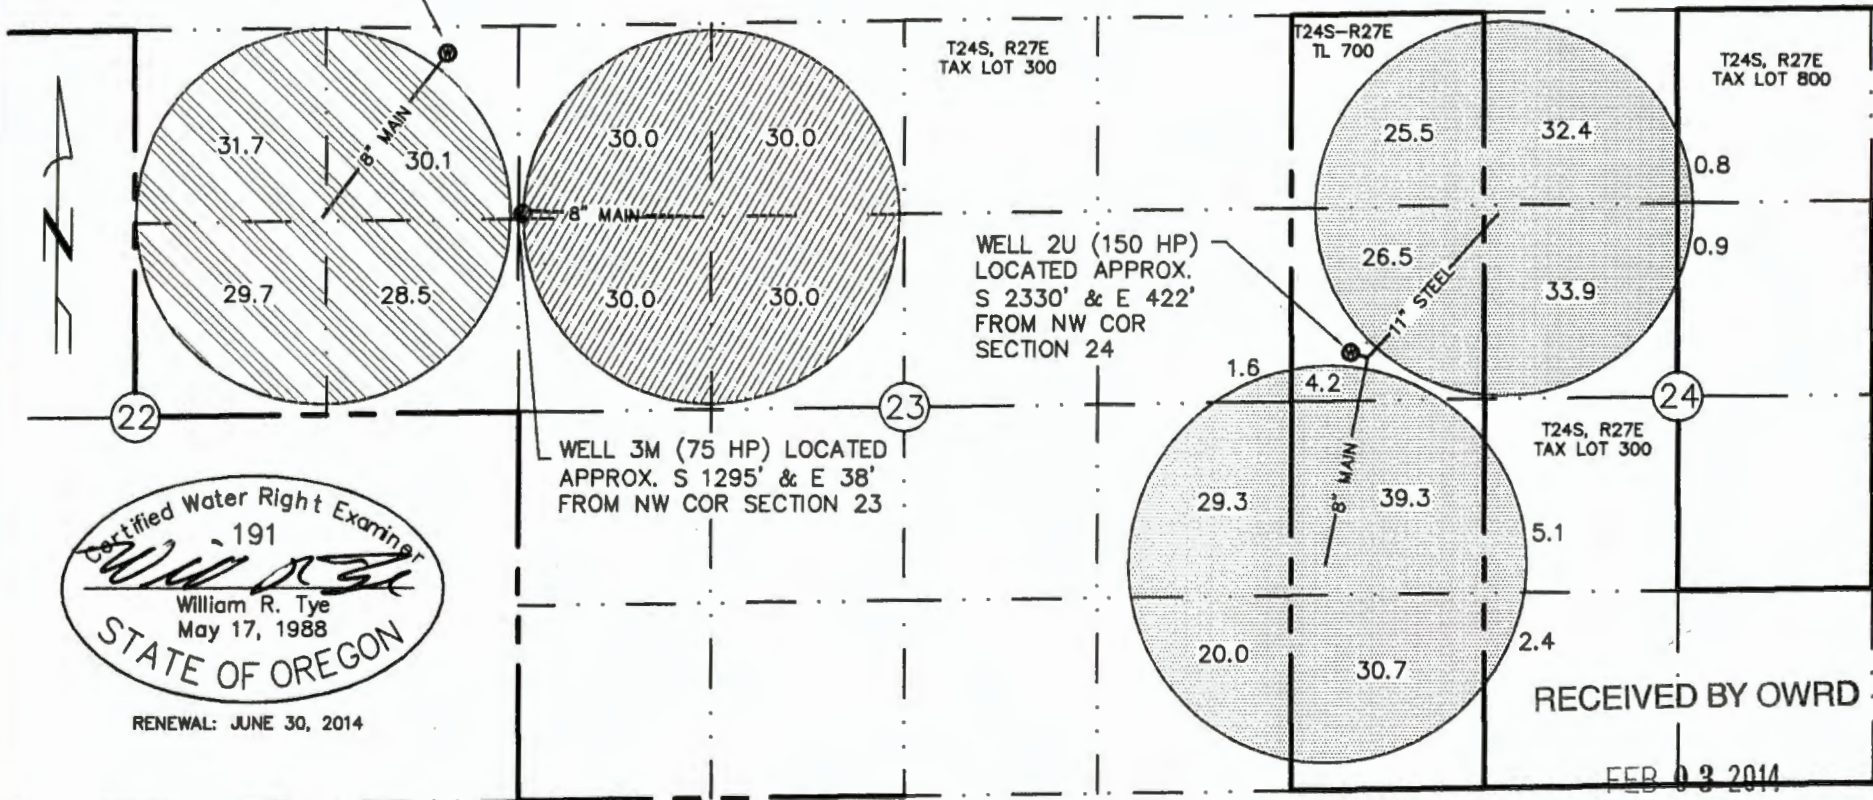 T24S, R27E
TAX LOT 300
T24S-R27E
TL 700
T24S, R27E
TAX LOT 800
31.7
8" MAIN
30.1
29.7
28.5
30.0
30.0
8" MAIN
30.0
30.0
25.5
32.4
0.8
26.5
33.9
0.9
11" STEEL
N
WELL 2U (150 HP)
LOCATED APPROX.
S 2330' & E 422'
FROM NW COR
SECTION 24
1.6
4.2
22
23
24
WELL 3M (75 HP) LOCATED
APPROX. S 1295' & E 38'
FROM NW COR SECTION 23
T24S, R27E
TAX LOT 300
8" MAIN
29.3
39.3
5.1
20.0
30.7
2.4
Certified Water Right Examiner
191
William R. Tye
May 17, 1988
STATE OF OREGON
RENEWAL: JUNE 30, 2014
RECEIVED BY OWRD
FEB 03 2014